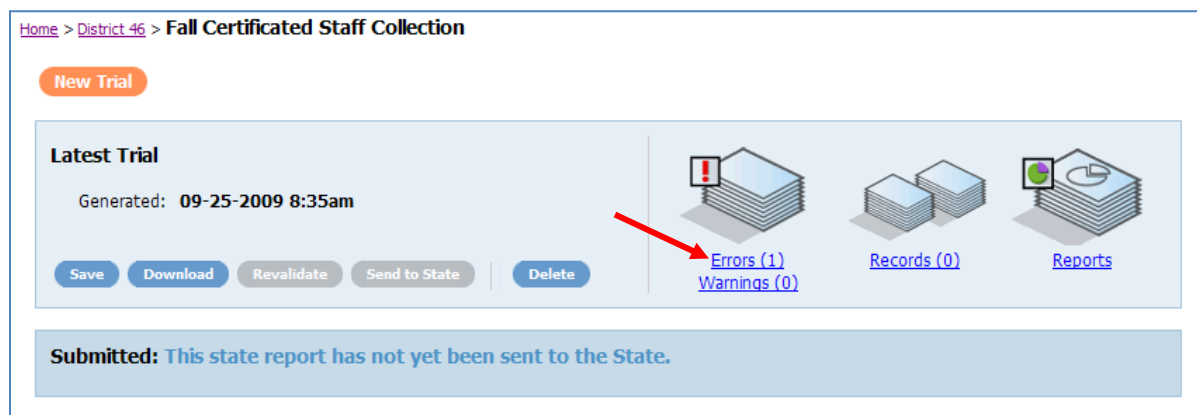 Home > District 46 > Fall Certificated Staff Collection
New Trial
Latest Trial
Generated: 09-25-2009 8:35am
Save Download Revalidate Send to State Delete
Errors (1) Records (0) Reports
Warnings (0)
Submitted: This state report has not yet been sent to the State.